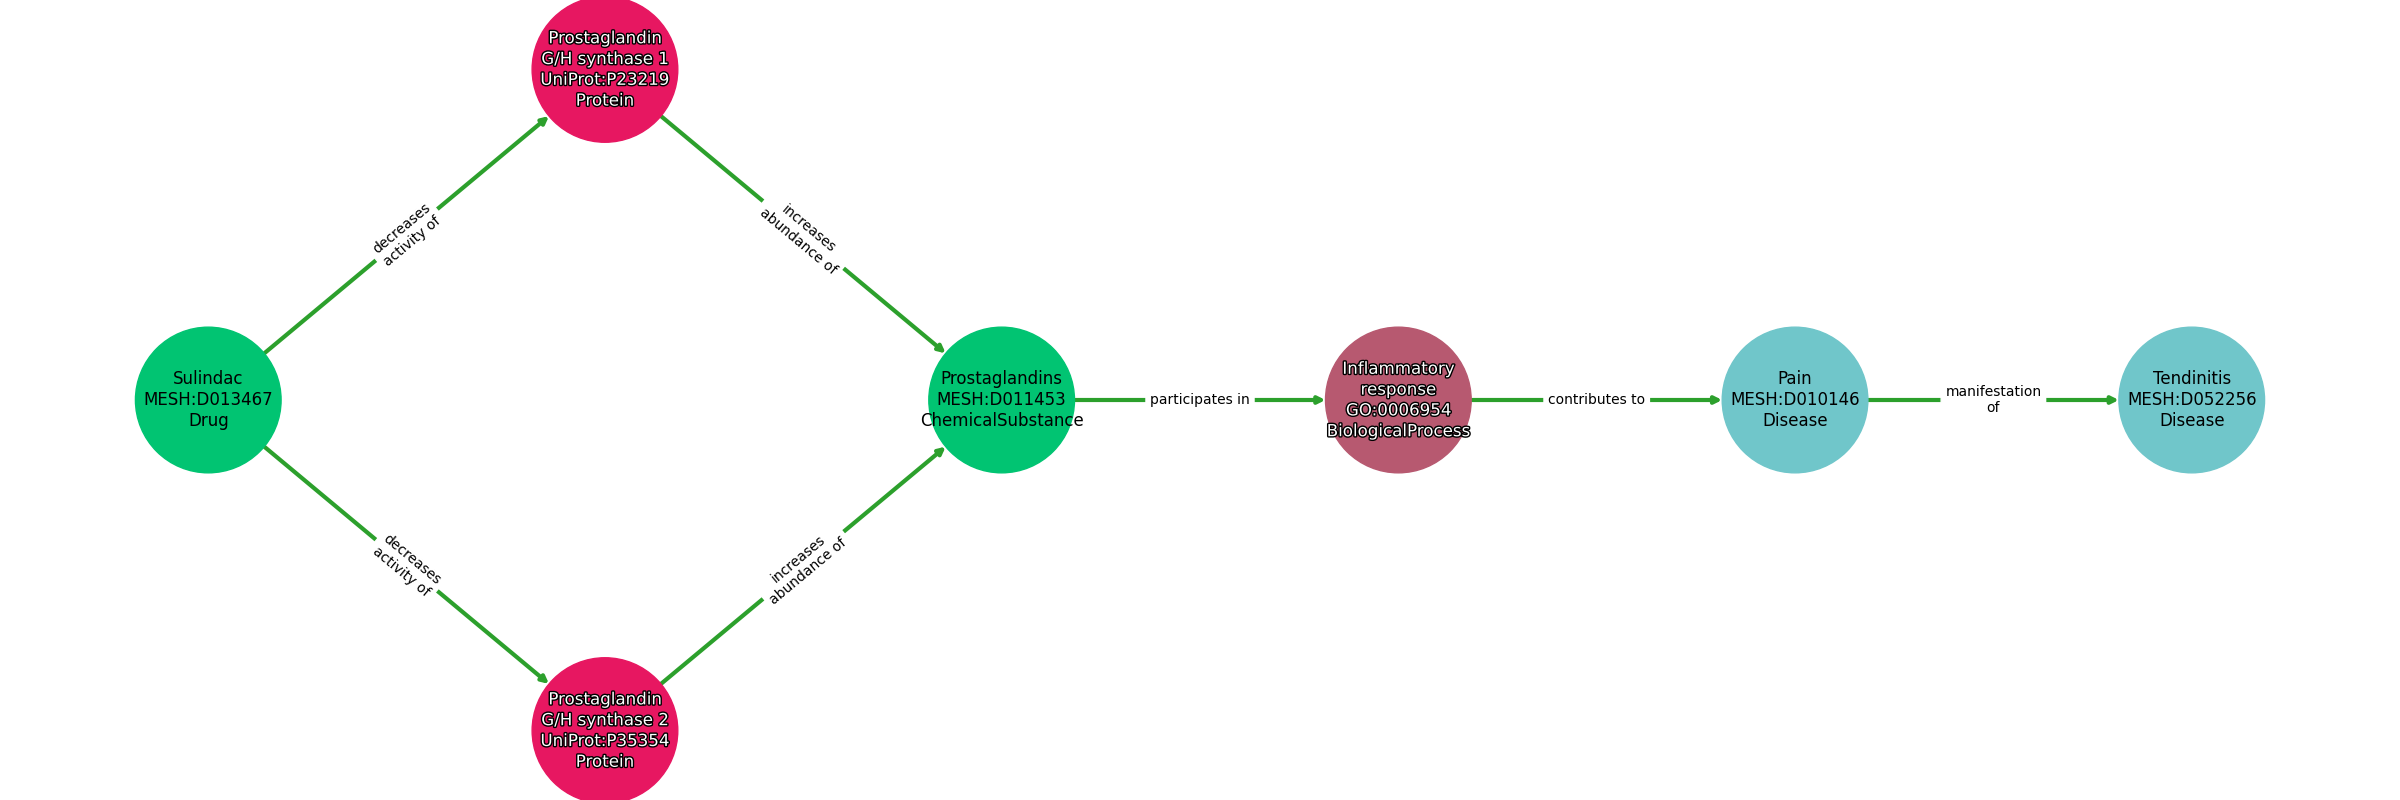 Prostaglandin
G/H synthase 1
UniProt:P23219
Protein
decreases
activity of
increases
abundance of
Sulindac
MESH:D013467
Drug
Prostaglandins
MESH:D011453
ChemicalSubstance
participates in
Inflammatory
response
GO:0006954
BiologicalProcess
contributes to
Pain
MESH:D010146
Disease
manifestation
of
Tendinitis
MESH:D052256
Disease
decreases
activity of
increases
abundance of
Prostaglandin
G/H synthase 2
UniProt:P35354
Protein